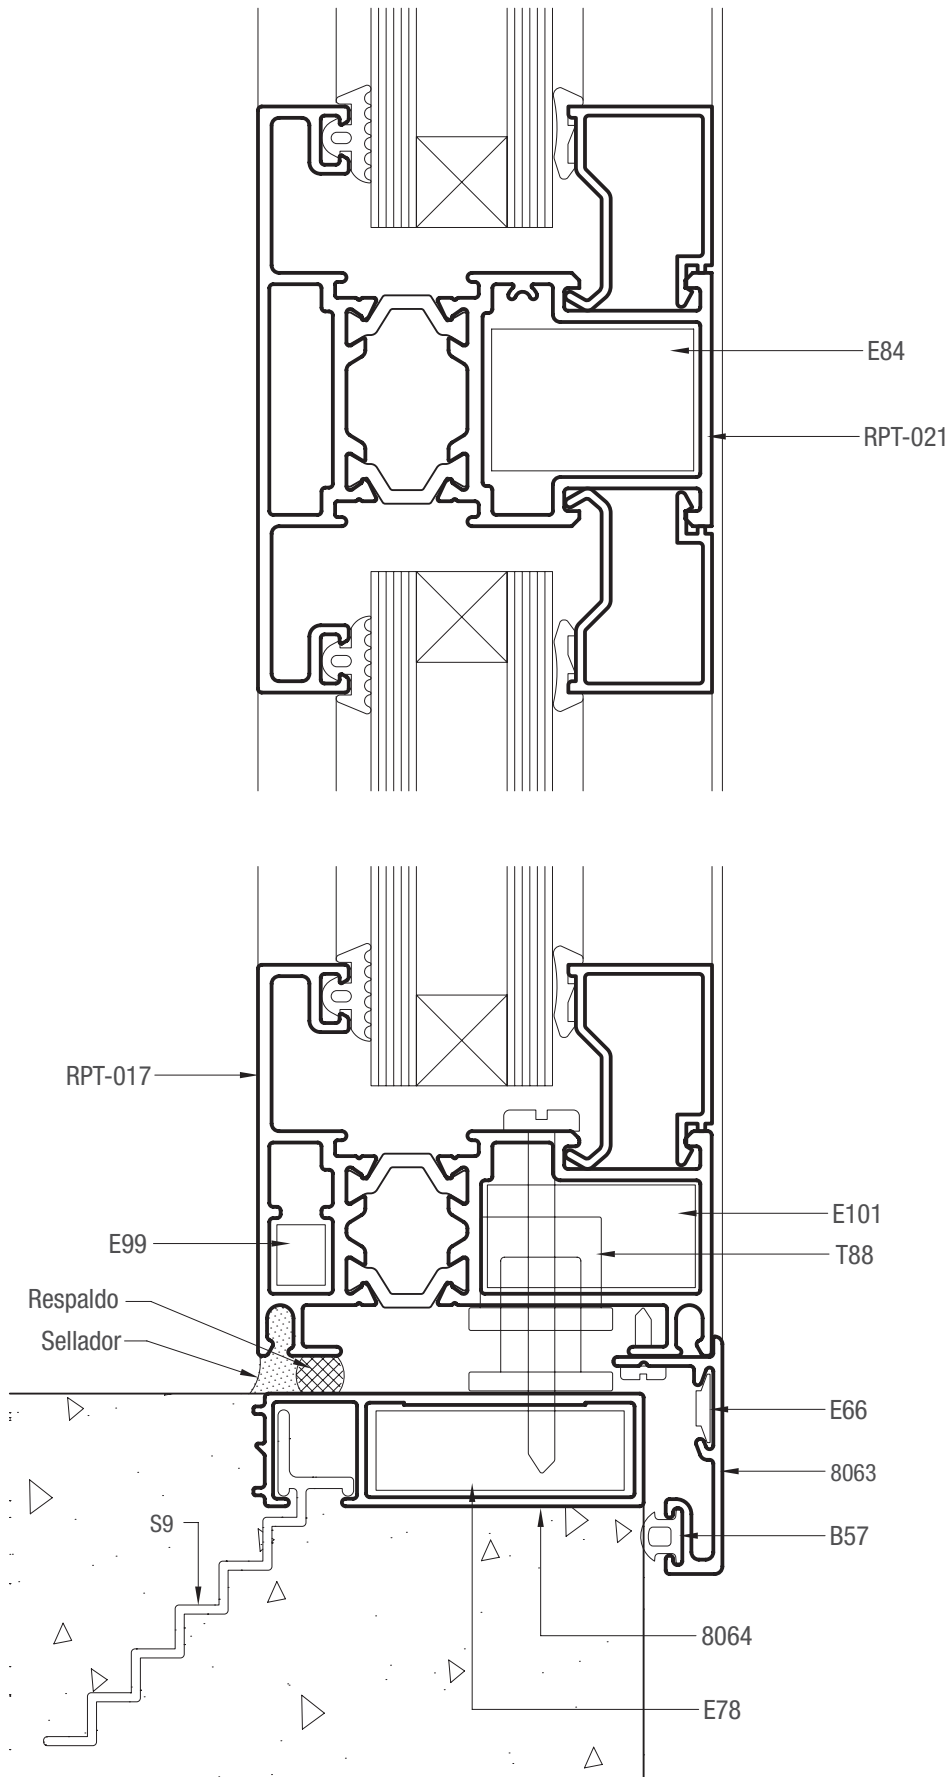 E84
RPT-021
RPT-017
E101
E99
T88
Respaldo
Sellador
E66
8063
S9
B57
8064
E78